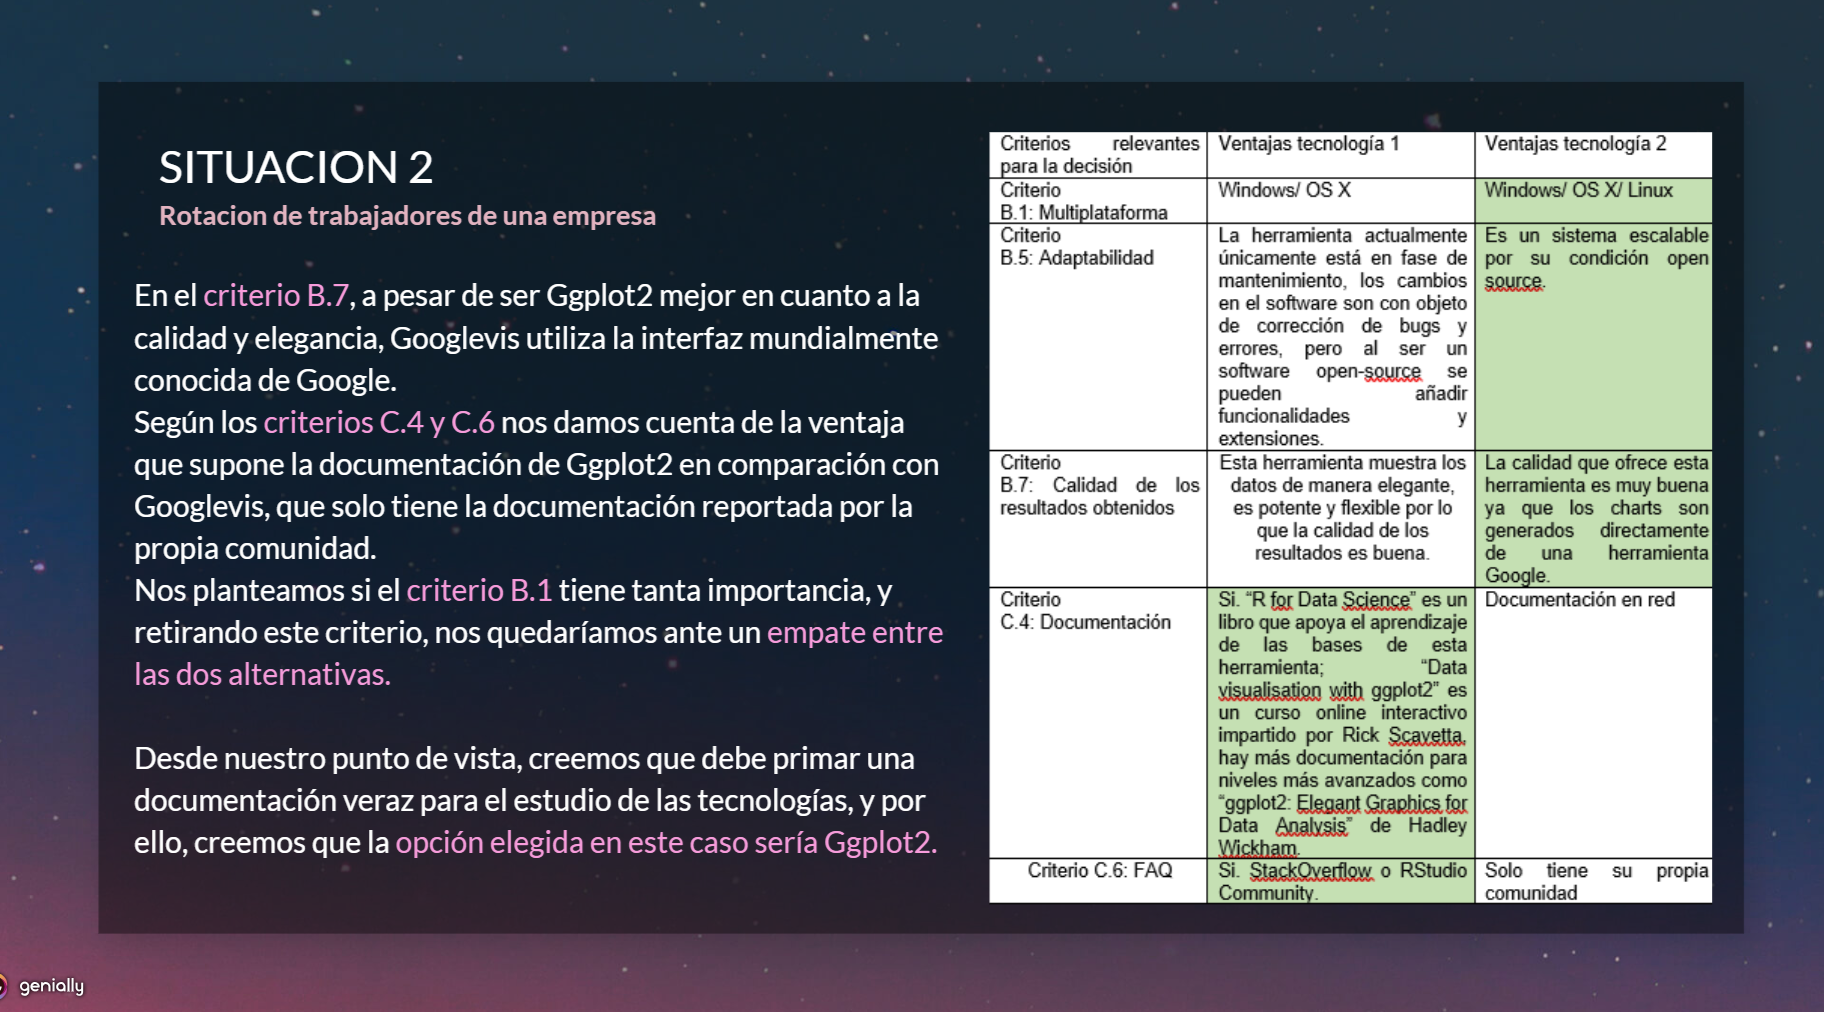 SITUACION 2
Rotacion de trabajadores de una empresa
En el criterio B.7, a pesar de ser Ggplot2 mejor en cuanto a la
calidad y elegancia, Googlevis utiliza la interfaz mundialmente
conocida de Google.
Según los criterios C.4 y C.6 nos damos cuenta de la ventaja
que supone la documentación de Ggplot2 en comparación con
Googlevis, que solo tiene la documentación reportada por la
propia comunidad.
Nos planteamos si el criterio B.1 tiene tanta importancia, y
retirando este criterio, nos quedaríamos ante un empate entre
las dos alternativas.
Desde nuestro punto de vista, creemos que debe primar una
documentación veraz para el estudio de las tecnologías, y por
ello, creemos que la opción elegida en este caso sería Ggplot2.
Criterios relevantes
para la decisión
Ventajas tecnología 1
Ventajas tecnología 2
Criterio
B.1: Multiplataforma
Windows/ OS X
Windows/ OS X/ Linux
Criterio
B.5: Adaptabilidad
La herramienta actualmente
únicamente está en fase de
mantenimiento, los cambios
en el software son con objeto
de corrección de bugs y
errores, pero al ser un
software open-source se
pueden añadir
funcionalidades y
extensiones.
Es un sistema escalable
por su condición open
source.
Criterio
B.7: Calidad de los
resultados obtenidos
Esta herramienta muestra los
datos de manera elegante,
es potente y flexible por lo
que la calidad de los
resultados es buena.
La calidad que ofrece esta
herramienta es muy buena
ya que los charts son
generados directamente
de una herramienta
Google.
Criterio
C.4: Documentación
Si. “R for Data Science” es un
libro que apoya el aprendizaje
de las bases de esta
herramienta; “Data
visualisation with ggplot2” es
un curso online interactivo
impartido por Rick Scavetta,
hay más documentación para
niveles más avanzados como
“ggplot2: Elegant Graphics for
Data Analysis” de Hadley
Wickham.
Documentación en red
Criterio C.6: FAQ
Si. StackOverflow o RStudio
Community.
Solo tiene su propia
comunidad
genially